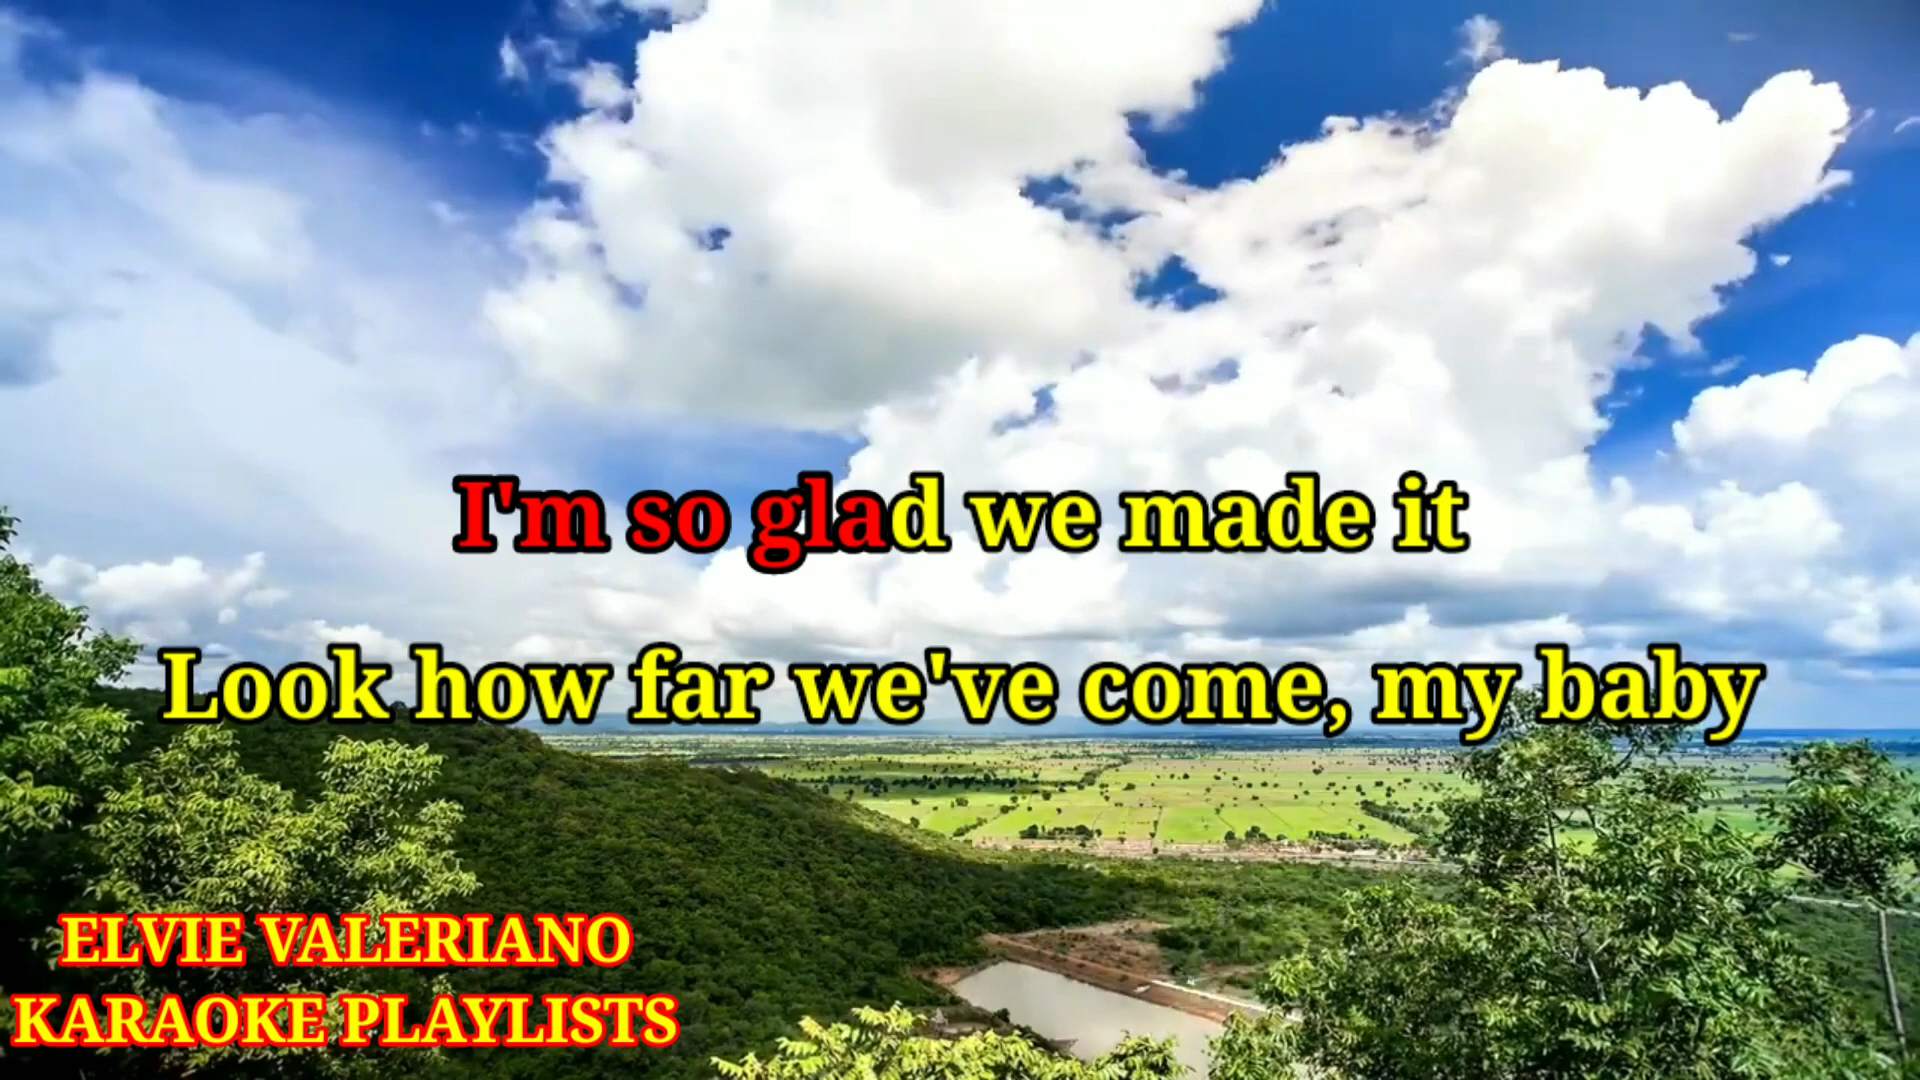 I'm so glad we made it
Look how far we've come, my baby
ELVIE VALERIANO
KARAOKE PLAYLISTS